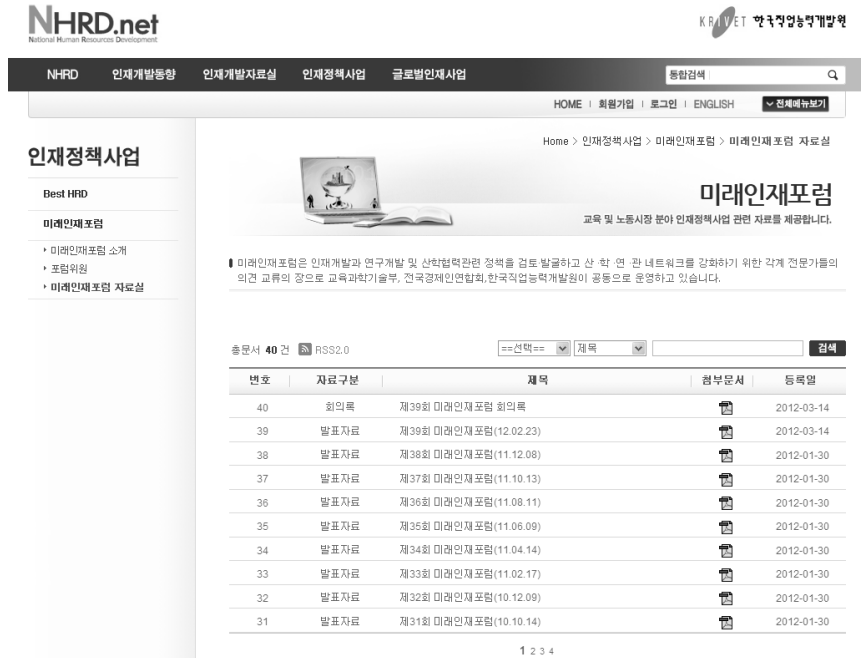 NHRD.net
National Human Resources Development
KRIVET 한국직업능력개발원
NHRD 인재개발동향 인재개발자료실 인재정책사업 글로벌인재사업 통합검색
HOME 회원가입 로그인 ENGLISH 전체메뉴보기
Home > 인재정책사업 > 미래인재포럼 > 미래인재포럼 자료실
인재정책사업
Best HRD
미래인재포럼
미래인재포럼 소개
포럼위원
미래인재포럼 자료실
미래인재포럼
교육 및 노동시장 분야 인재정책사업 관련 자료를 제공합니다.
미래인재포럼은 인재개발과 연구개발 및 산학협력관련 정책을 검토·발굴하고 산·학·연·관 네트워크를 강화하기 위한 각계 전문가들의
의견 교류의 장으로 교육과학기술부, 전국경제인연합회,한국직업능력개발원이 공동으로 운영하고 있습니다.
총문서 40 건 RSS2.0 ==선택== 제목 검색
번호 자료구분 제목 첨부문서 등록일
40 회의록 제39회 미래인재포럼 회의록 2012-03-14
39 발표자료 제39회 미래인재포럼(12.02.23) 2012-03-14
38 발표자료 제38회 미래인재포럼(11.12.08) 2012-01-30
37 발표자료 제37회 미래인재포럼(11.10.13) 2012-01-30
36 발표자료 제36회 미래인재포럼(11.08.11) 2012-01-30
35 발표자료 제35회 미래인재포럼(11.06.09) 2012-01-30
34 발표자료 제34회 미래인재포럼(11.04.14) 2012-01-30
33 발표자료 제33회 미래인재포럼(11.02.17) 2012-01-30
32 발표자료 제32회 미래인재포럼(10.12.09) 2012-01-30
31 발표자료 제31회 미래인재포럼(10.10.14) 2012-01-30
1 2 3 4